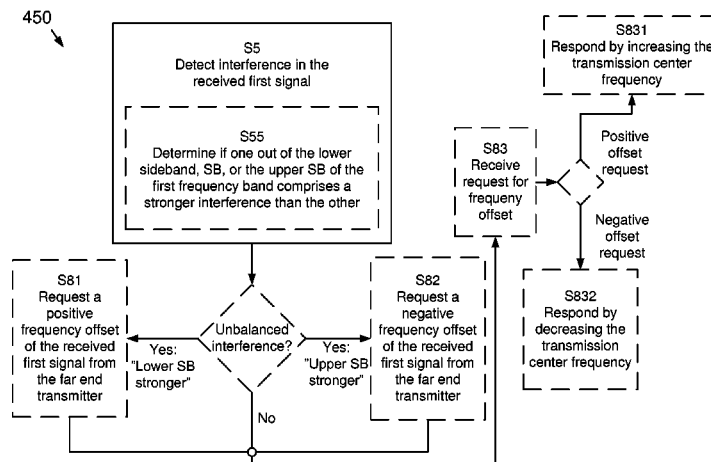 450
S5
Detect interference in the
received first signal
S55
Determine if one out of the lower
sideband, SB, or the upper SB of the
first frequency band comprises a
stronger interference than the other
S81
Request a
positive
frequency offset
of the received
first signal from
the far end
transmitter
Unbalanced
interference?
Yes:
"Lower SB
stronger"
Yes:
"Upper SB
stronger"
No
S82
Request a
negative
frequency offset
of the received
first signal from
the far end
transmitter
S83
Receive
request for
frequeny
offset
S831
Respond by increasing the
transmission center
frequency
Positive
offset
request
Negative
offset
request
S832
Respond by
decreasing the
transmission
center frequency